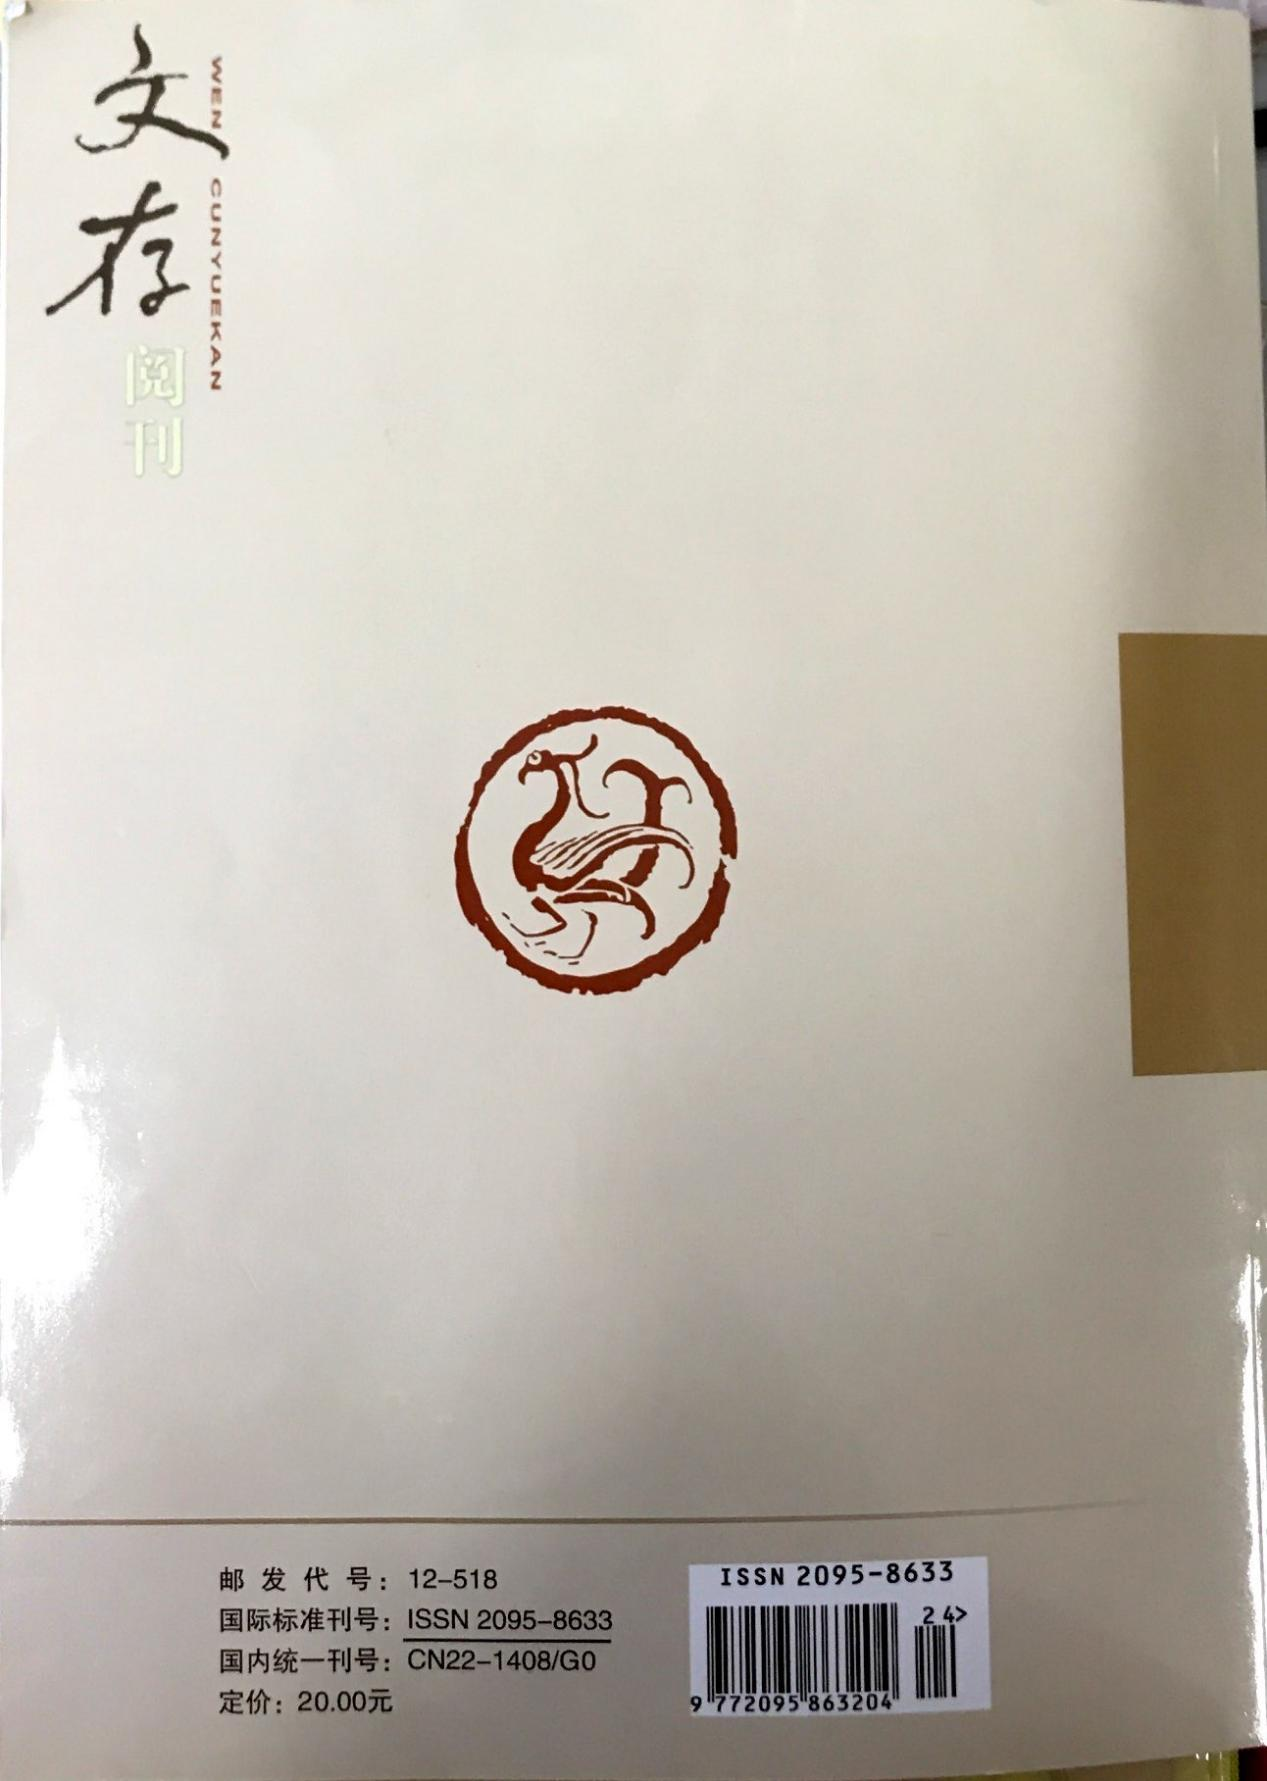 文存
WEN CUNYUEKAN
阅刊
邮发代号：12-518
国际标准刊号：ISSN 2095-8633
国内统一刊号：CN22-1408/G0
定价：20.00元
ISSN 2095-8633
24>
9 772095 863204